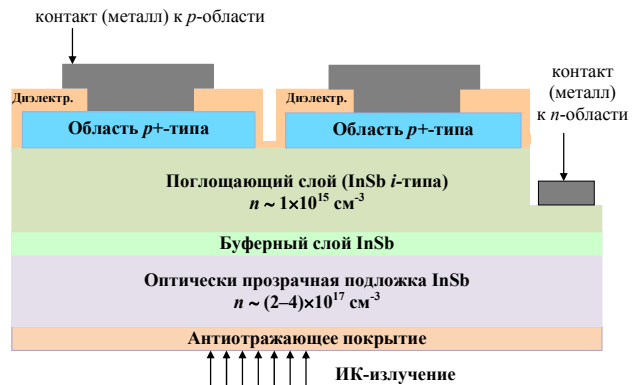 контакт (металл) к p-области
контакт
(металл)
к n-области
Диэлектр.
Диэлектр.
Область p+-типа
Область p+-типа
Поглощающий слой (InSb i-типа)
n ~ 1×10¹⁵ см⁻³
Буферный слой InSb
Оптически прозрачная подложка InSb
n ~ (2–4)×10¹⁷ см⁻³
Антиотражающее покрытие
ИК-излучение